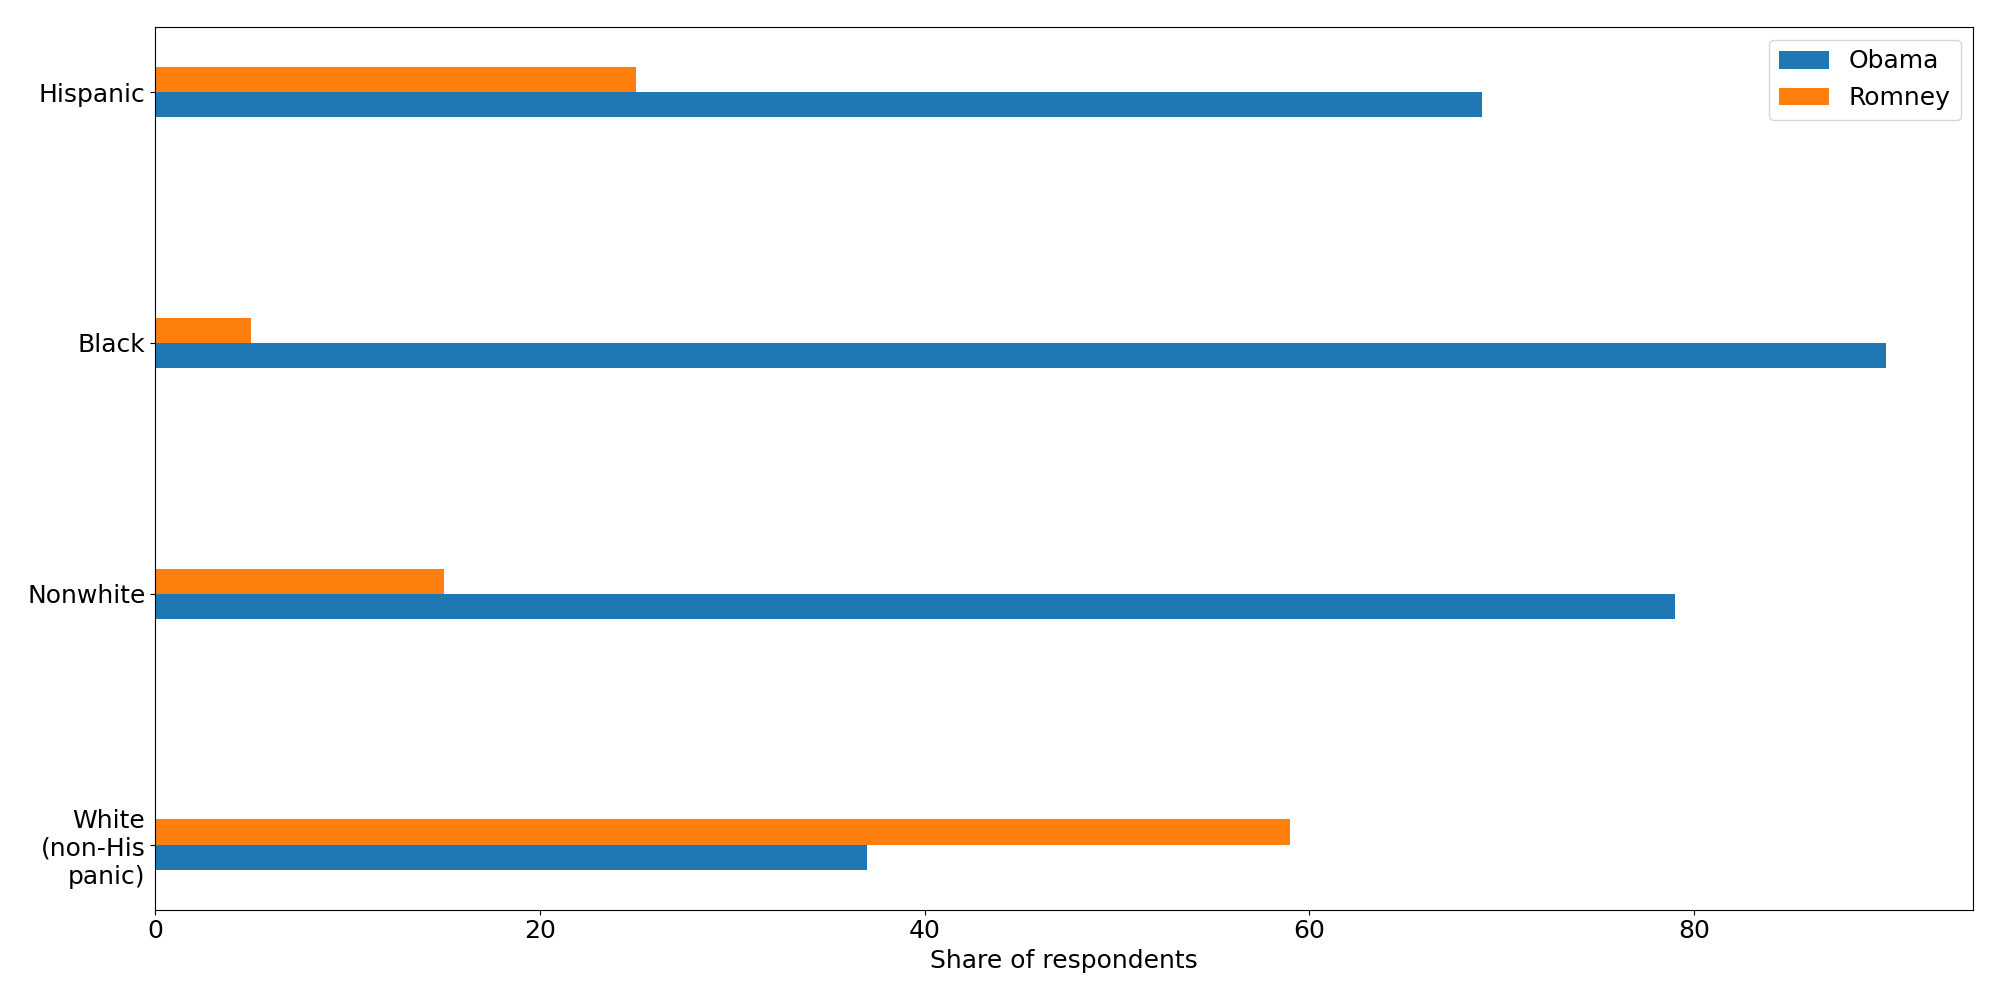 Obama
Romney
Hispanic
Black
Nonwhite
White
(non-His
panic)
0 20 40 60 80
Share of respondents